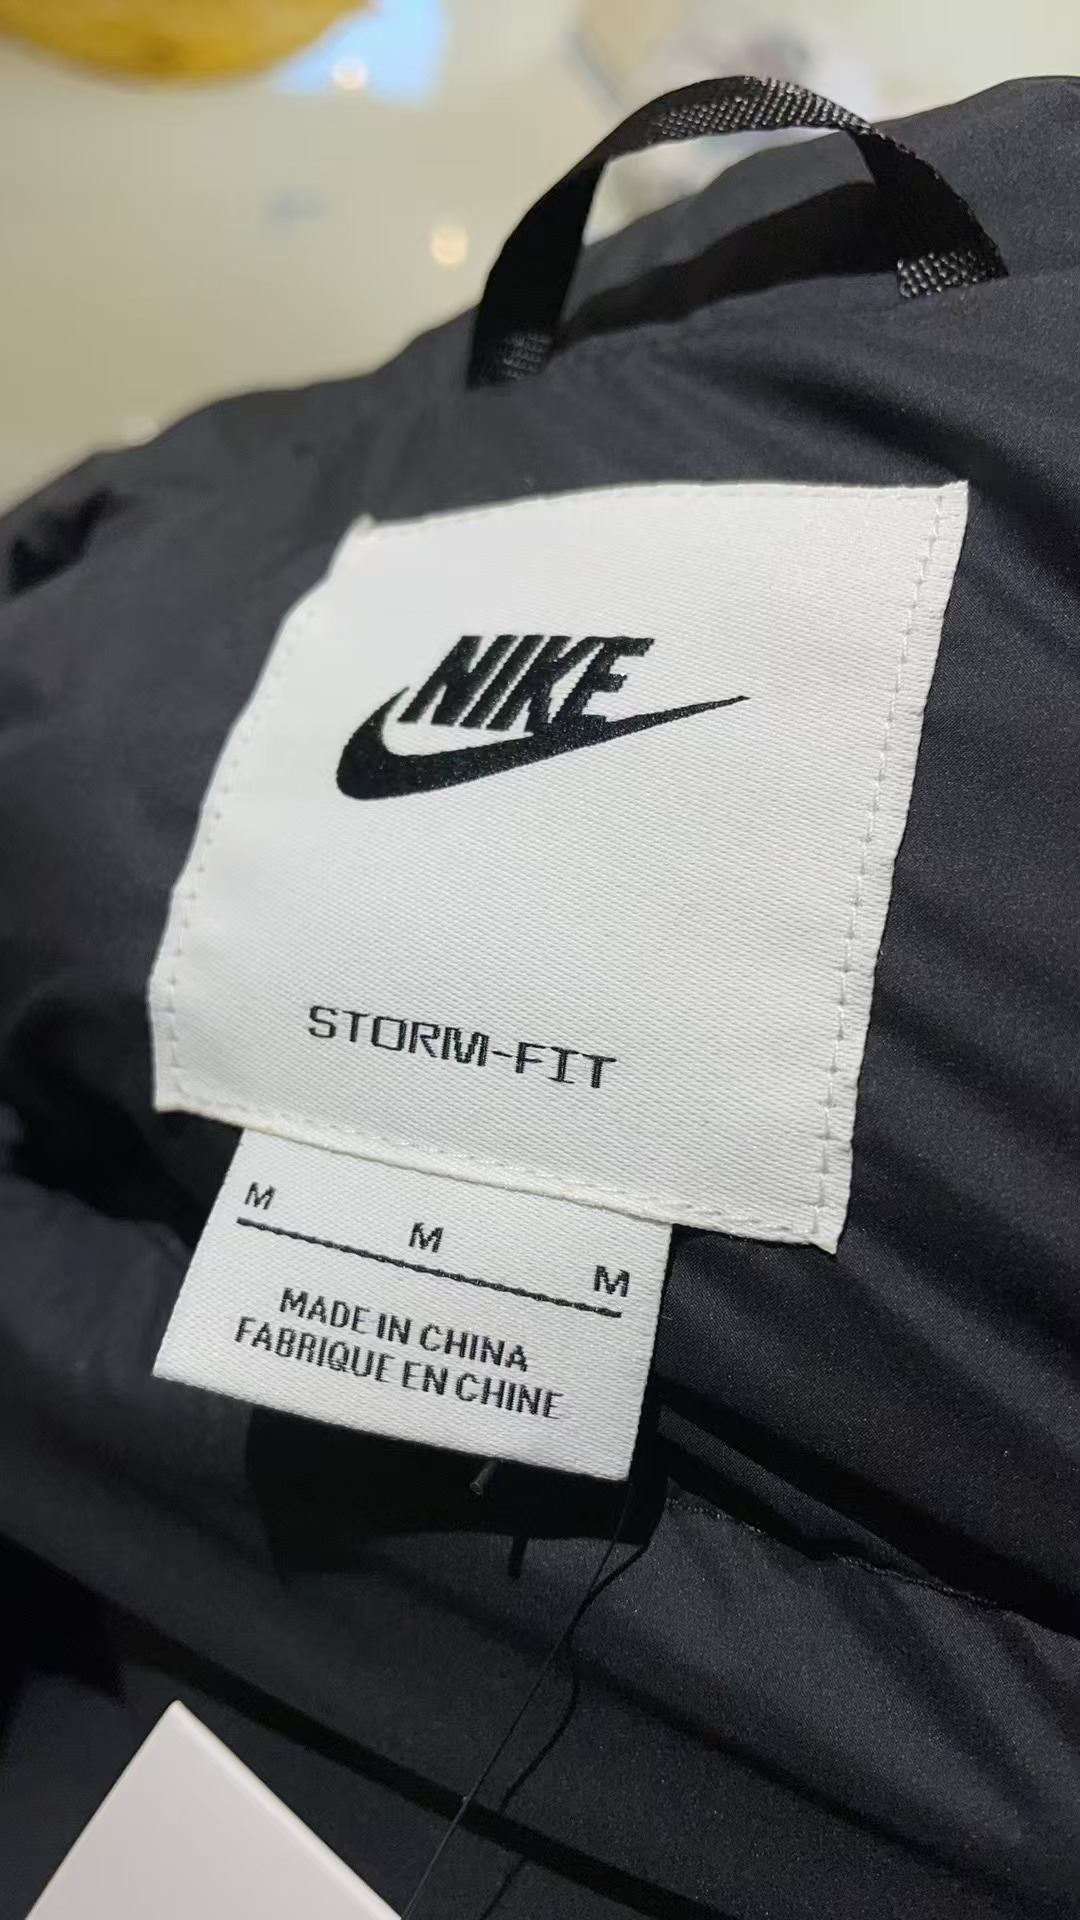 NIKE
STORM-FIT
M M M
MADE IN CHINA
FABRIQUE EN CHINE